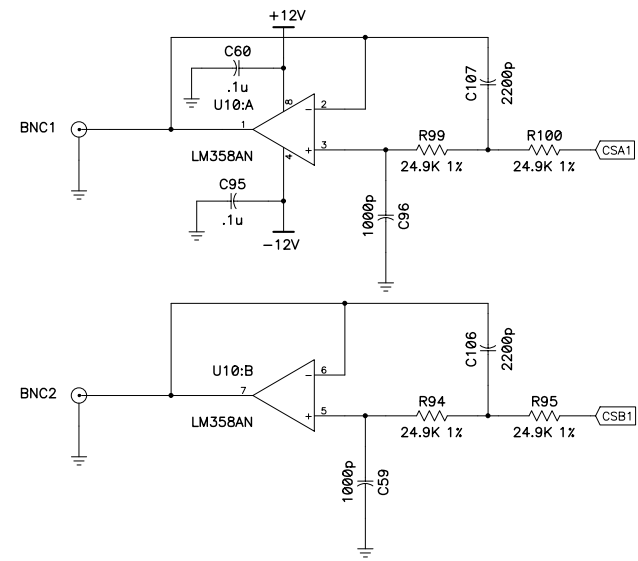 +12V
C60
.1u
C107
2200p
U10:A
8
2
BNC1
1
R99
R100
3
CSA1
LM358AN
4
24.9K 1%
24.9K 1%
C95
.1u
1000p
C96
-12V
C106
2200p
U10:B
6
BNC2
7
R94
R95
5
CSB1
LM358AN
24.9K 1%
24.9K 1%
1000p
C59